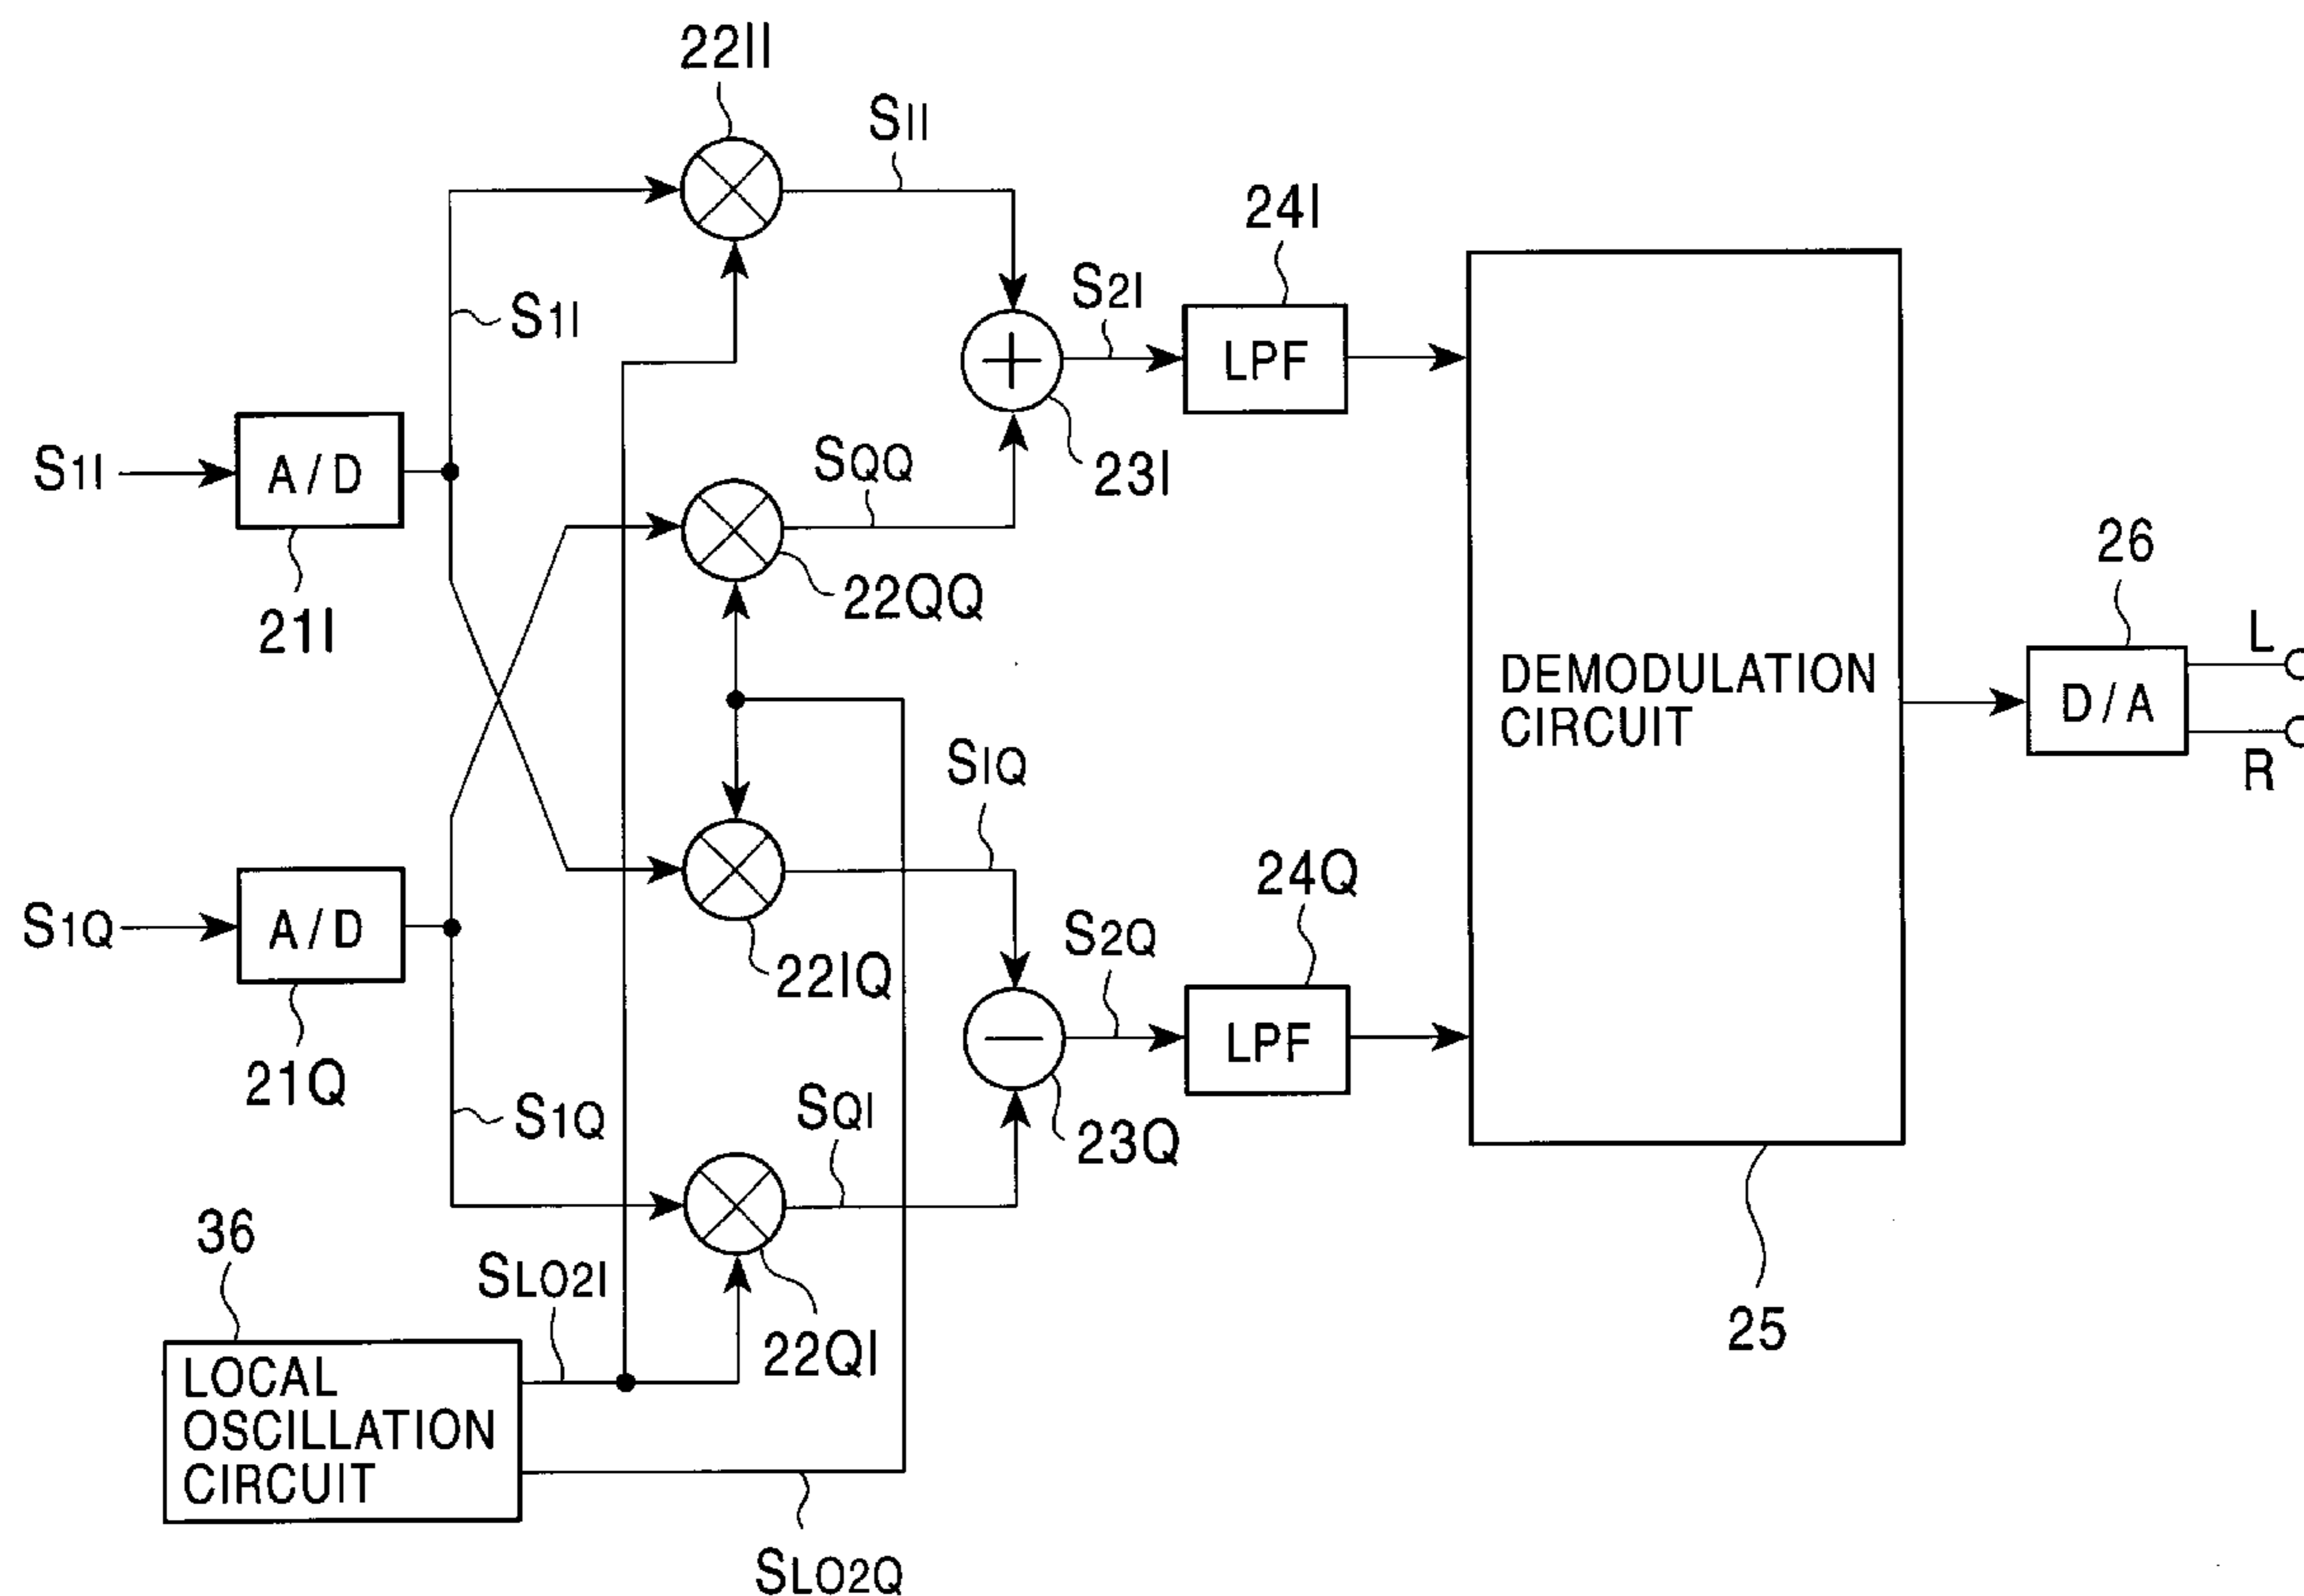 22II
SII
24I
S2I
S1I
LPF
S1I
A/D
SQQ
23I
26
22QQ
21I
L
DEMODULATION
CIRCUIT
D/A
R
SIQ
24Q
S1Q
A/D
S2Q
22IQ
LPF
21Q
S1Q
SQI
23Q
36
SLO2I
25
22QI
LOCAL
OSCILLATION
CIRCUIT
SLO2Q